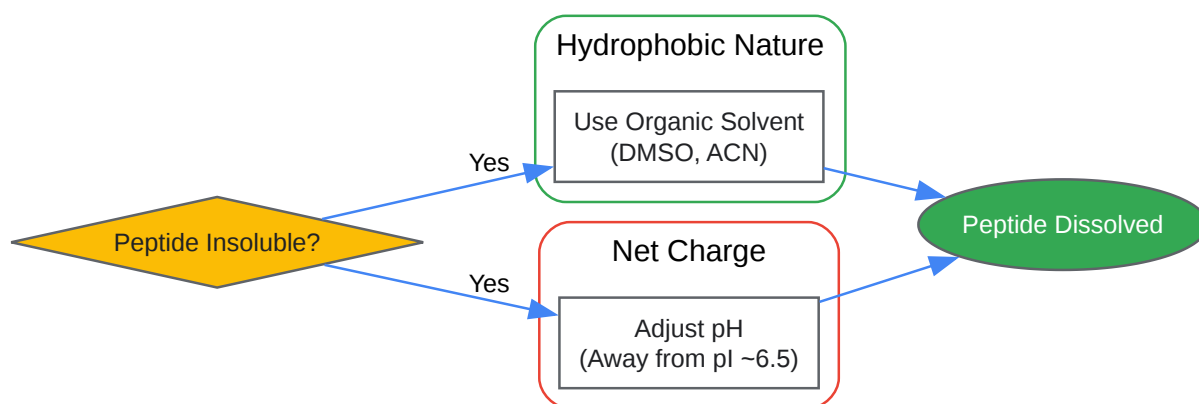 Hydrophobic Nature
Use Organic Solvent
(DMSO, ACN)
Yes
Peptide Insoluble?
Peptide Dissolved
Net Charge
Yes
Adjust pH
(Away from pI ~6.5)